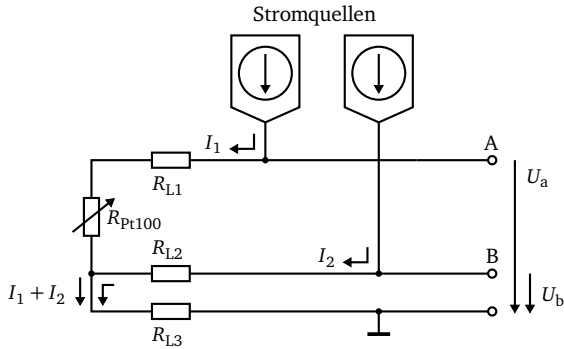 Stromquellen
I1
A
RL1
Ua
RPt100
RL2
I2
B
I1 + I2
Ub
RL3